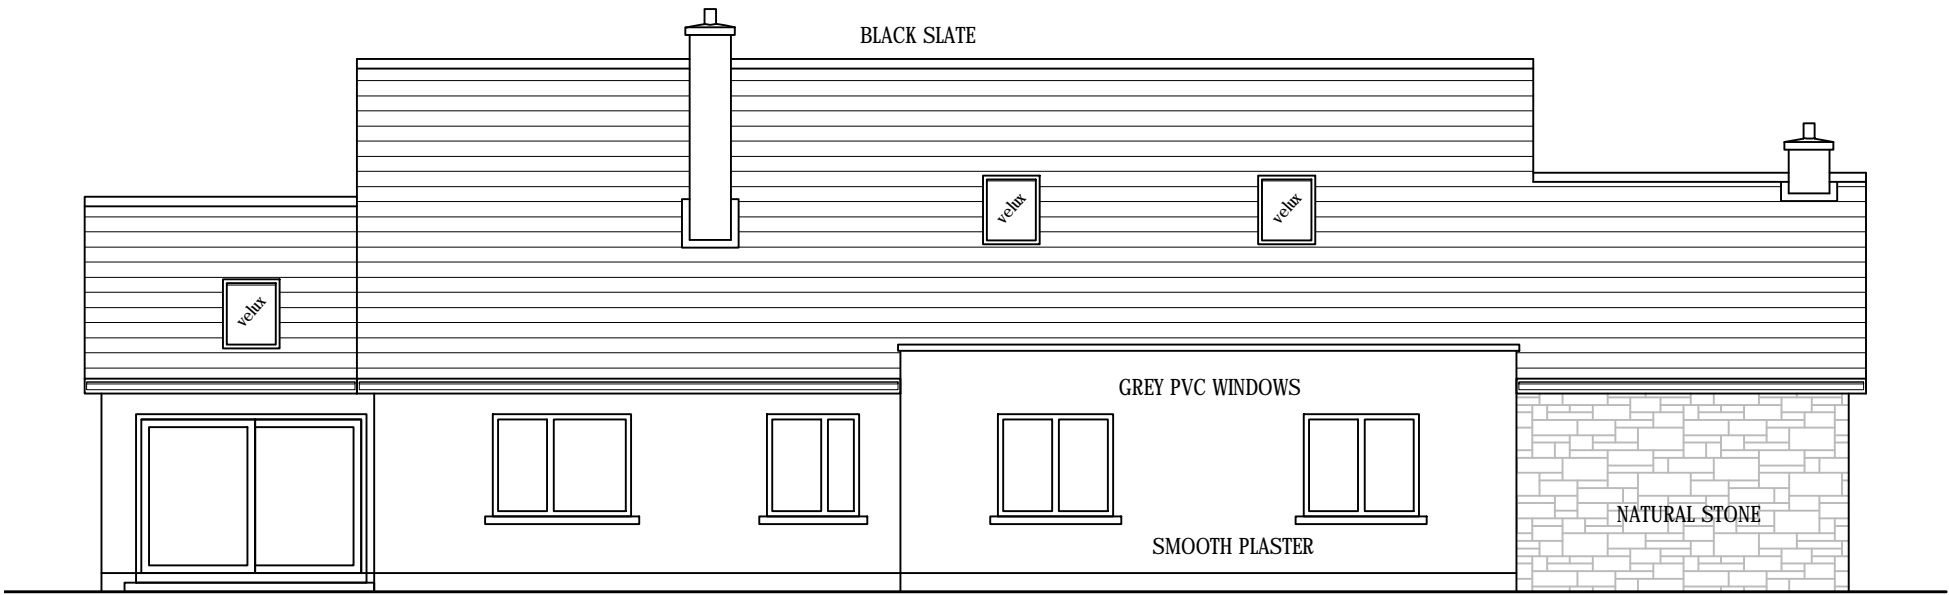 BLACK SLATE
velux
velux
velux
GREY PVC WINDOWS
NATURAL STONE
SMOOTH PLASTER